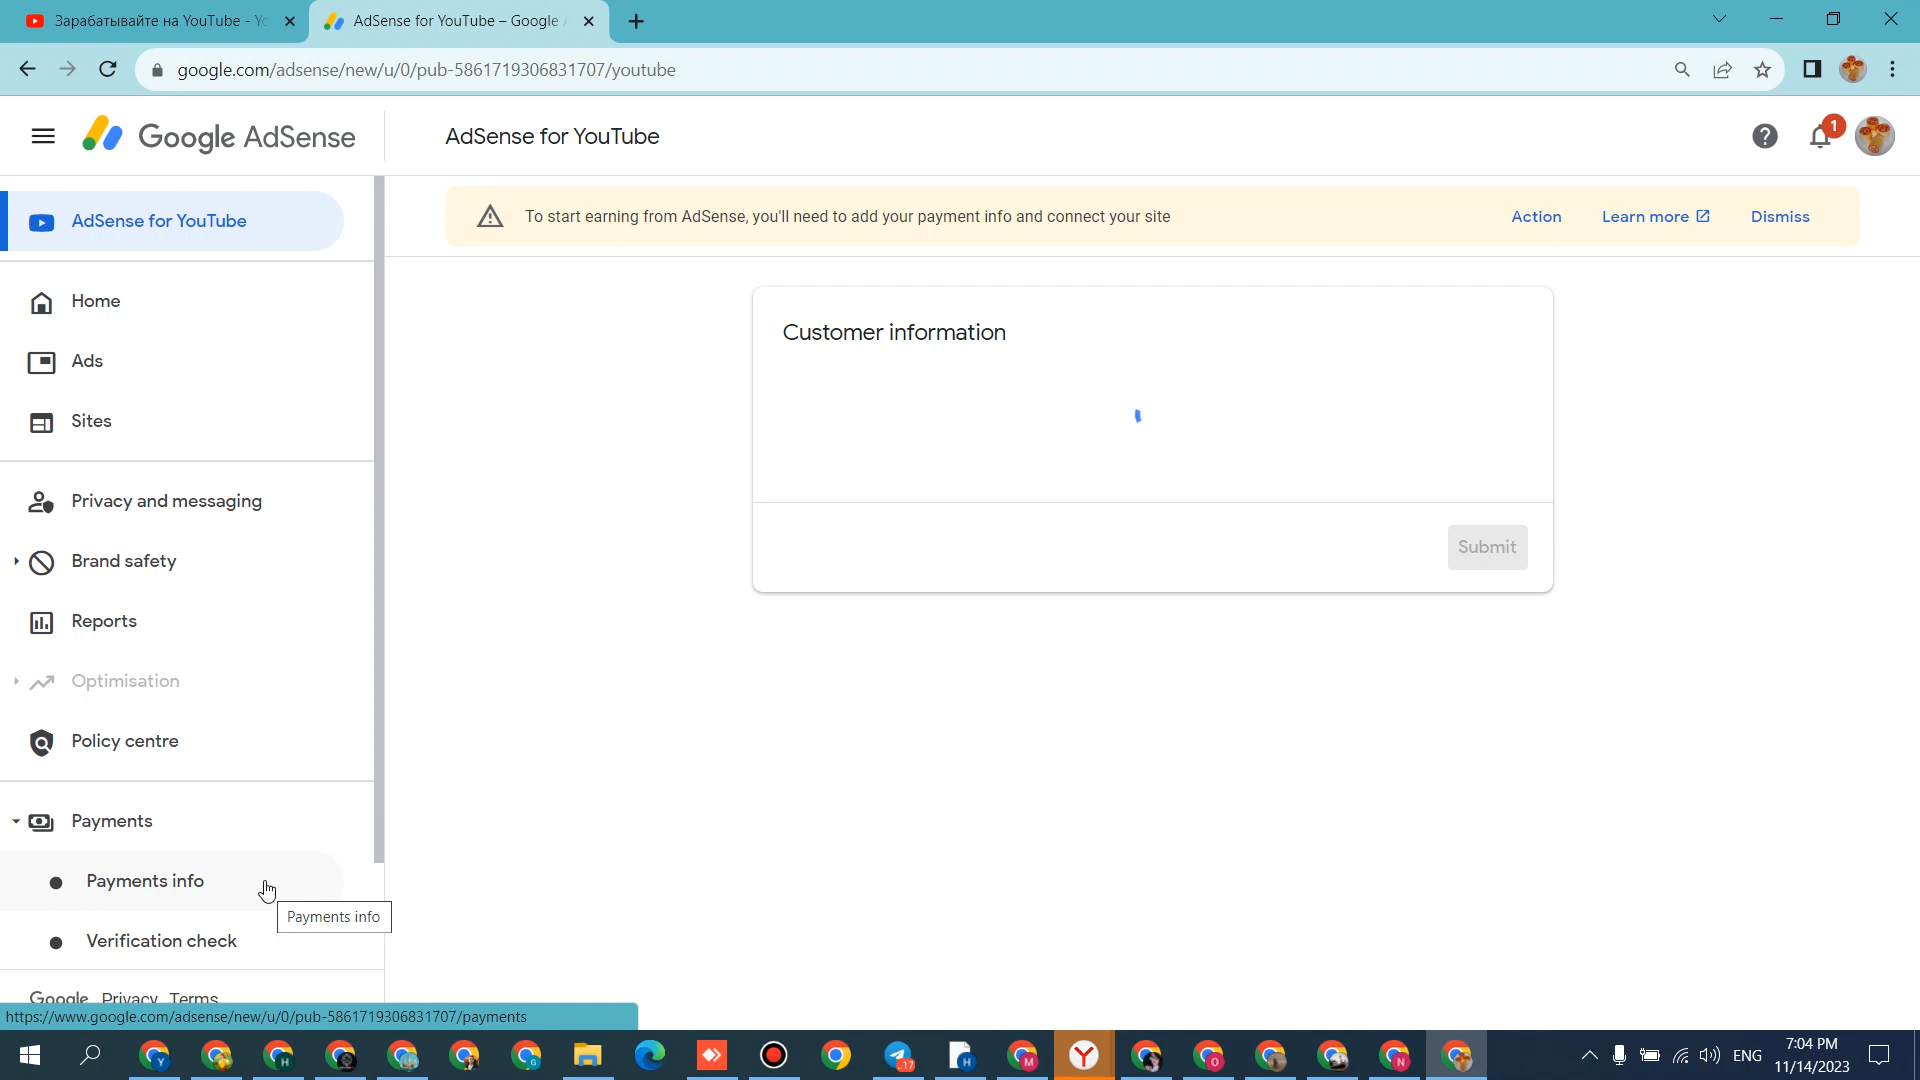 Зарабатывайте на YouTube - Yo
AdSense for YouTube – Google A
google.com/adsense/new/u/0/pub-5861719306831707/youtube
Google AdSense
AdSense for YouTube
1
AdSense for YouTube
To start earning from AdSense, you'll need to add your payment info and connect your site
Action
Learn more
Dismiss
Home
Ads
Sites
Privacy and messaging
Brand safety
Reports
Optimisation
Policy centre
Payments
Payments info
Payments info
Verification check
Google Privacy Terms
Customer information
Submit
https://www.google.com/adsense/new/u/0/pub-5861719306831707/payments
Y
H
G
..17
H
M
Y
O
N
ENG
7:04 PM
11/14/2023